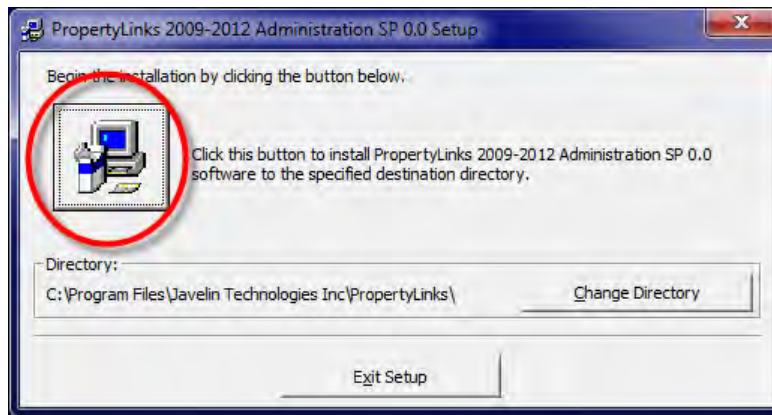 PropertyLinks 2009-2012 Administration SP 0.0 Setup
Begin the installation by clicking the button below.
Click this button to install PropertyLinks 2009-2012 Administration SP 0.0
software to the specified destination directory.
Directory:
C:\Program Files\Javelin Technologies Inc\PropertyLinks\
Change Directory
Exit Setup